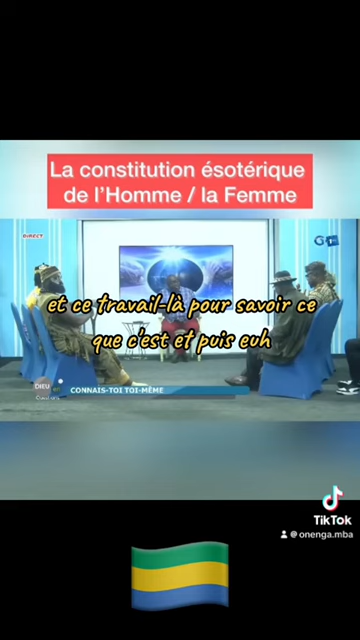 La constitution ésotérique
de l'Homme / la Femme
DIRECT
G
et ce travail-là pour savoir ce
que c'est et puis euh
DIEU
CONNAIS-TOI TOI-MÊME
TikTok
@onenga.mba